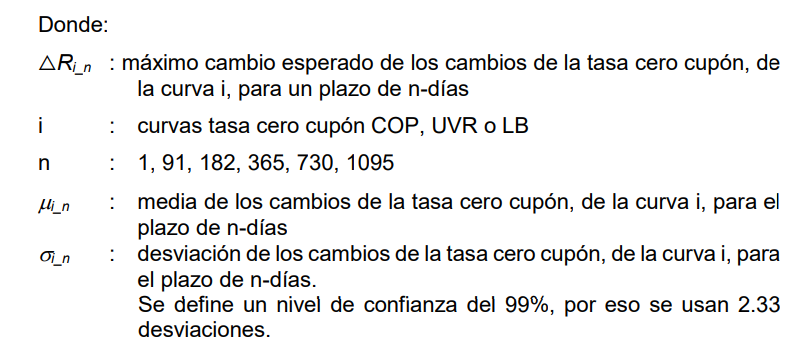 Donde:
△Ri_n : máximo cambio esperado de los cambios de la tasa cero cupón, de
la curva i, para un plazo de n-días
i : curvas tasa cero cupón COP, UVR o LB
n : 1, 91, 182, 365, 730, 1095
μi_n : media de los cambios de la tasa cero cupón, de la curva i, para el
plazo de n-días
σi_n : desviación de los cambios de la tasa cero cupón, de la curva i, para
el plazo de n-días.
Se define un nivel de confianza del 99%, por eso se usan 2.33
desviaciones.